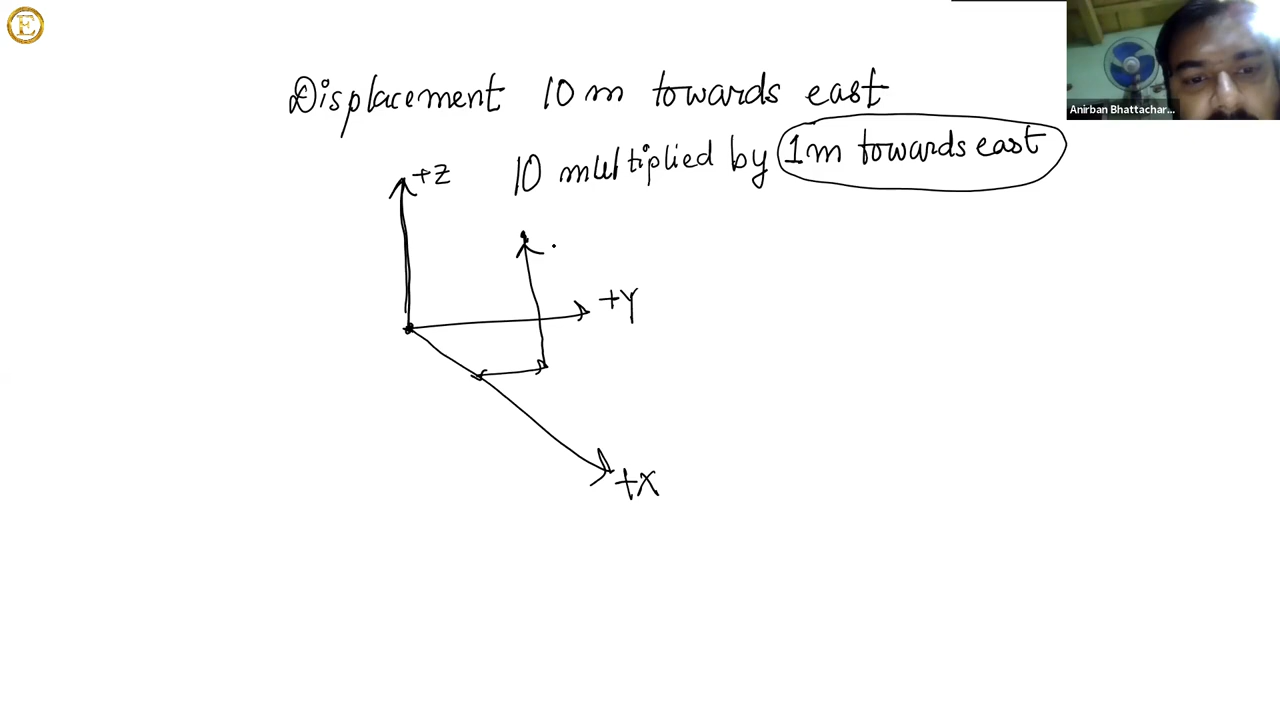 E
Displacement 10 m towards east
10 multiplied by 1m towards east
+Z
+Y
+X
Anirban Bhattachar...